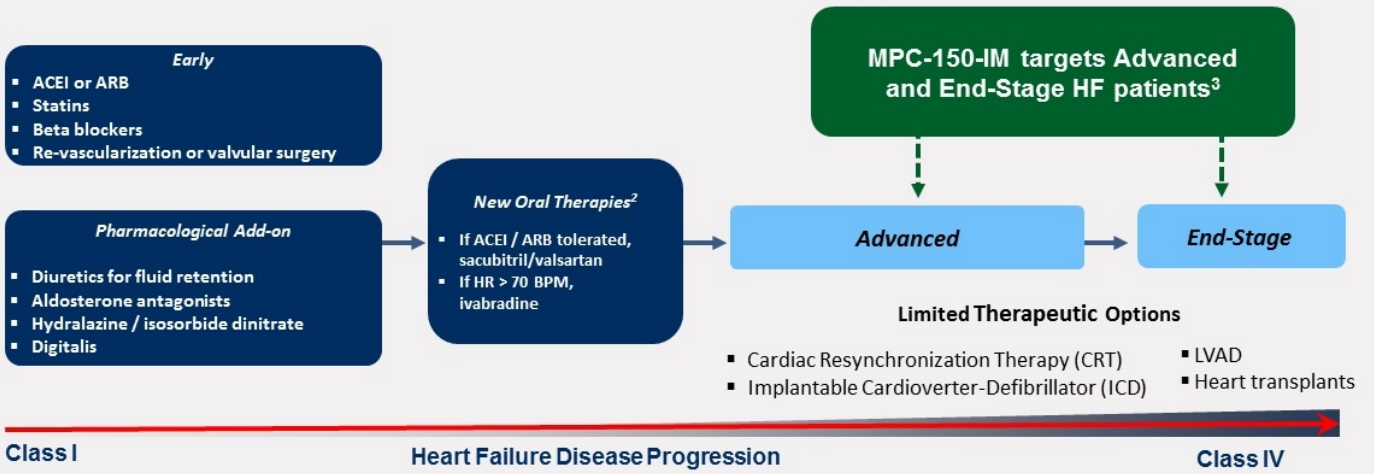 Early
▪ ACEI or ARB
▪ Statins
▪ Beta blockers
▪ Re-vascularization or valvular surgery
Pharmacological Add-on
▪ Diuretics for fluid retention
▪ Aldosterone antagonists
▪ Hydralazine / isosorbide dinitrate
▪ Digitalis
New Oral Therapies²
▪ If ACEI / ARB tolerated,
sacubitril/valsartan
▪ If HR > 70 BPM,
ivabradine
MPC-150-IM targets Advanced
and End-Stage HF patients³
Advanced
End-Stage
Limited Therapeutic Options
▪ Cardiac Resynchronization Therapy (CRT)
▪ Implantable Cardioverter-Defibrillator (ICD)
▪ LVAD
▪ Heart transplants
Class I
Heart Failure Disease Progression
Class IV